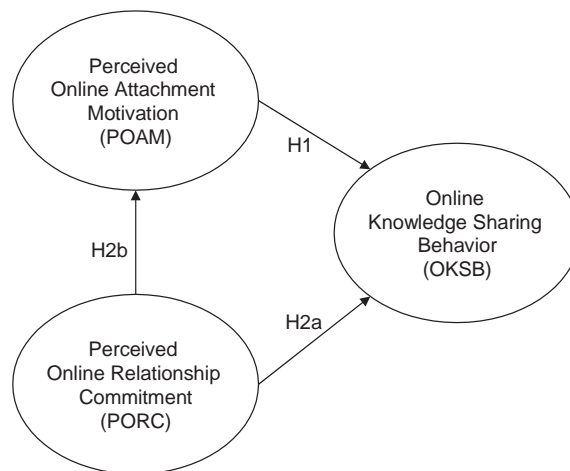 Perceived
Online Attachment
Motivation
(POAM)
H1
Online
Knowledge Sharing
Behavior
(OKSB)
H2b
H2a
Perceived
Online Relationship
Commitment
(PORC)